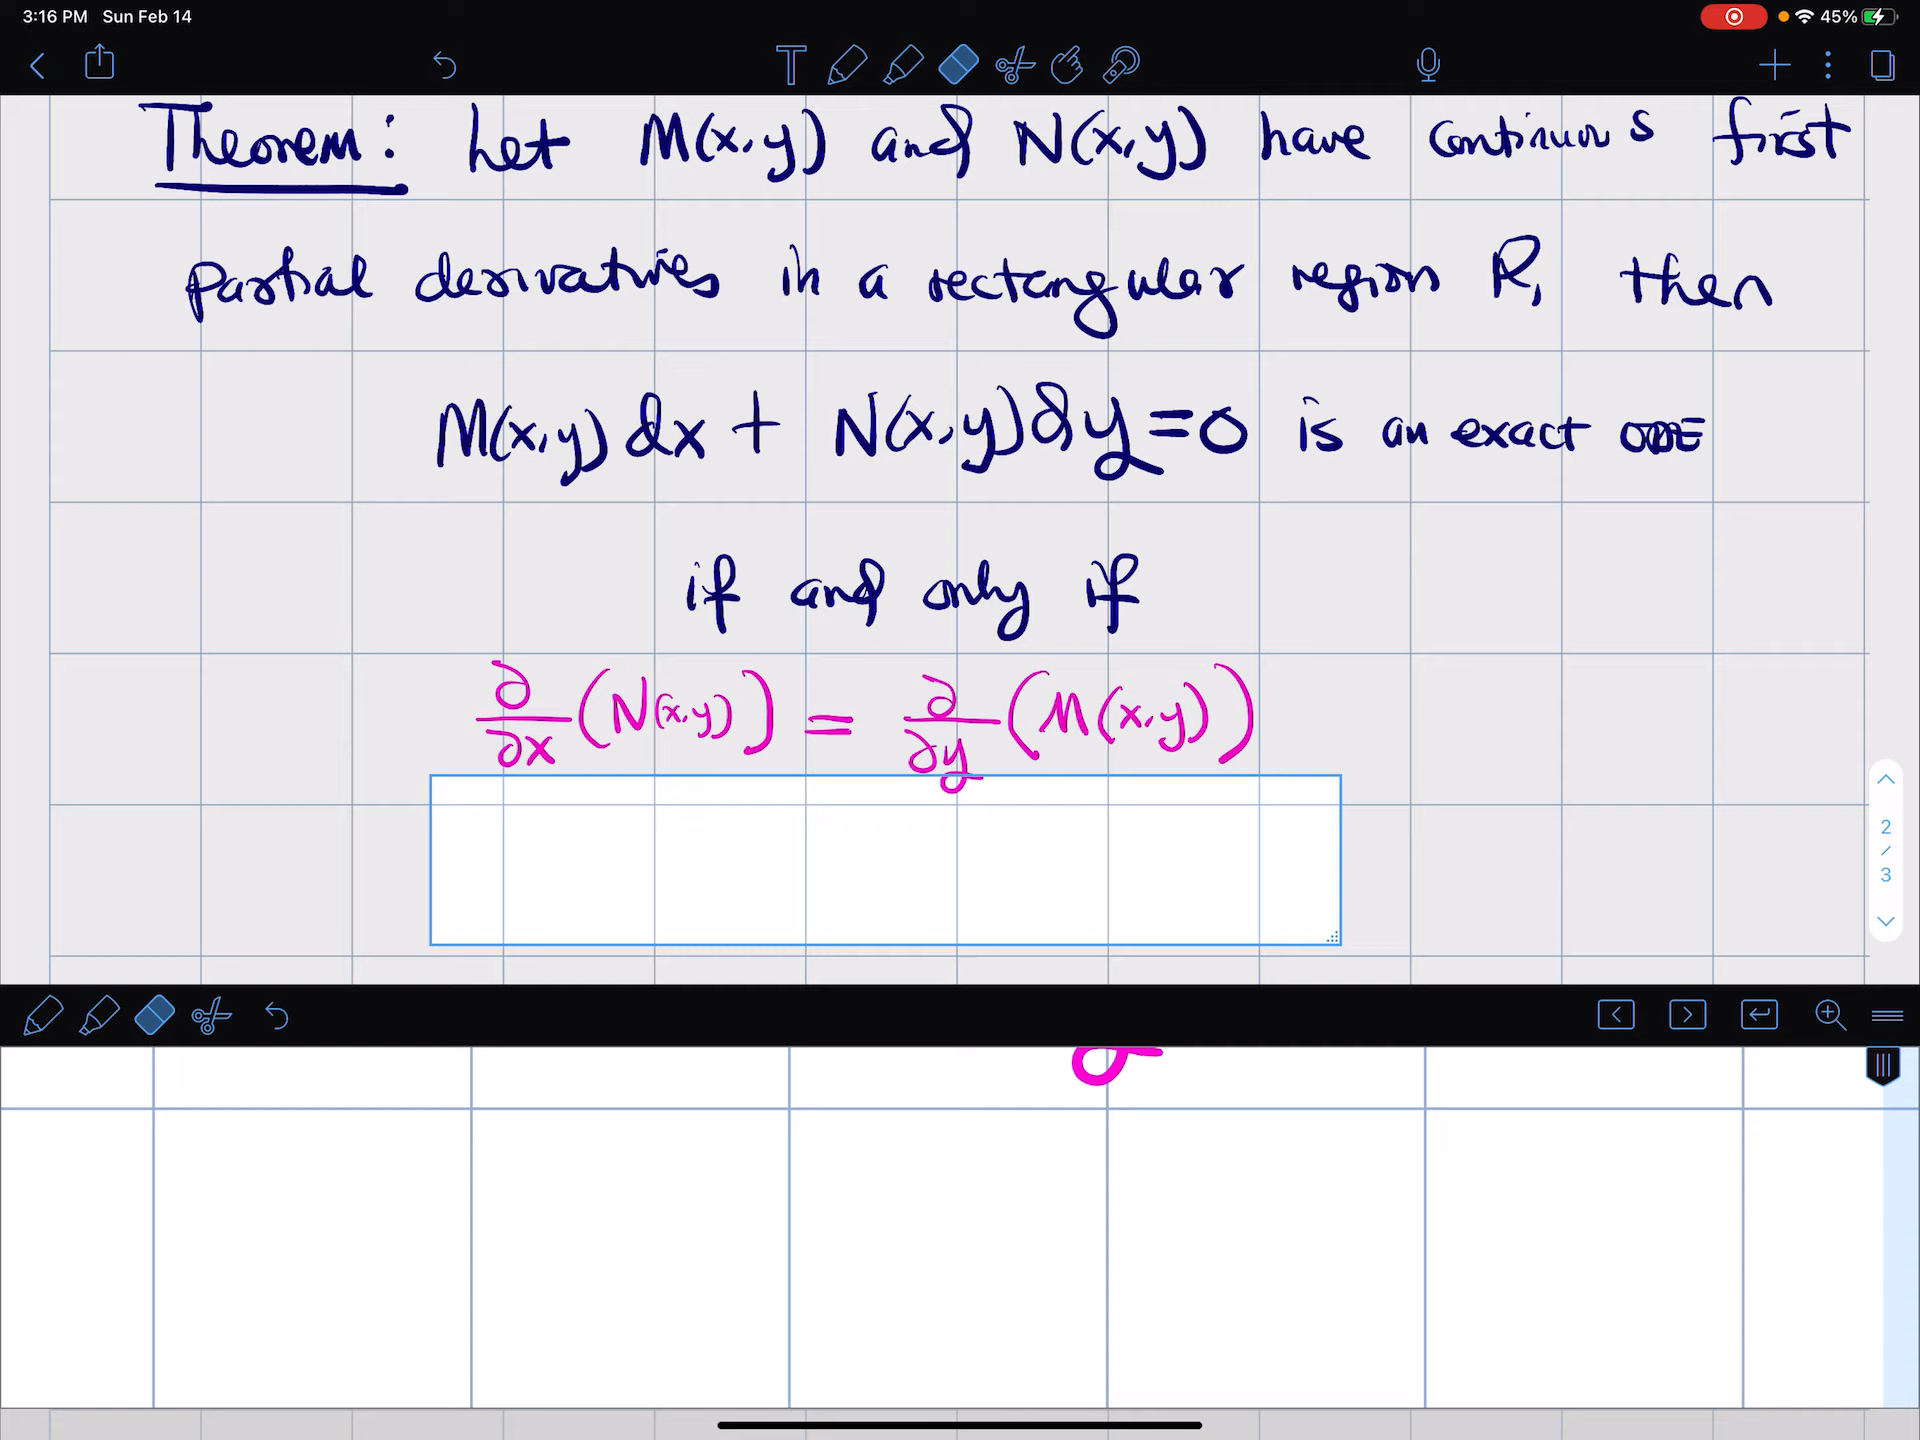 3:16 PM Sun Feb 14
45%
T
Theorem: Let M(x,y) and N(x,y) have continuous first
partial derivatives in a rectangular region R, then
M(x,y) dx + N(x,y) dy = 0 is an exact ODE
if and only if
∂/∂x (N(x,y)) = ∂/∂y (M(x,y))
2
/
3